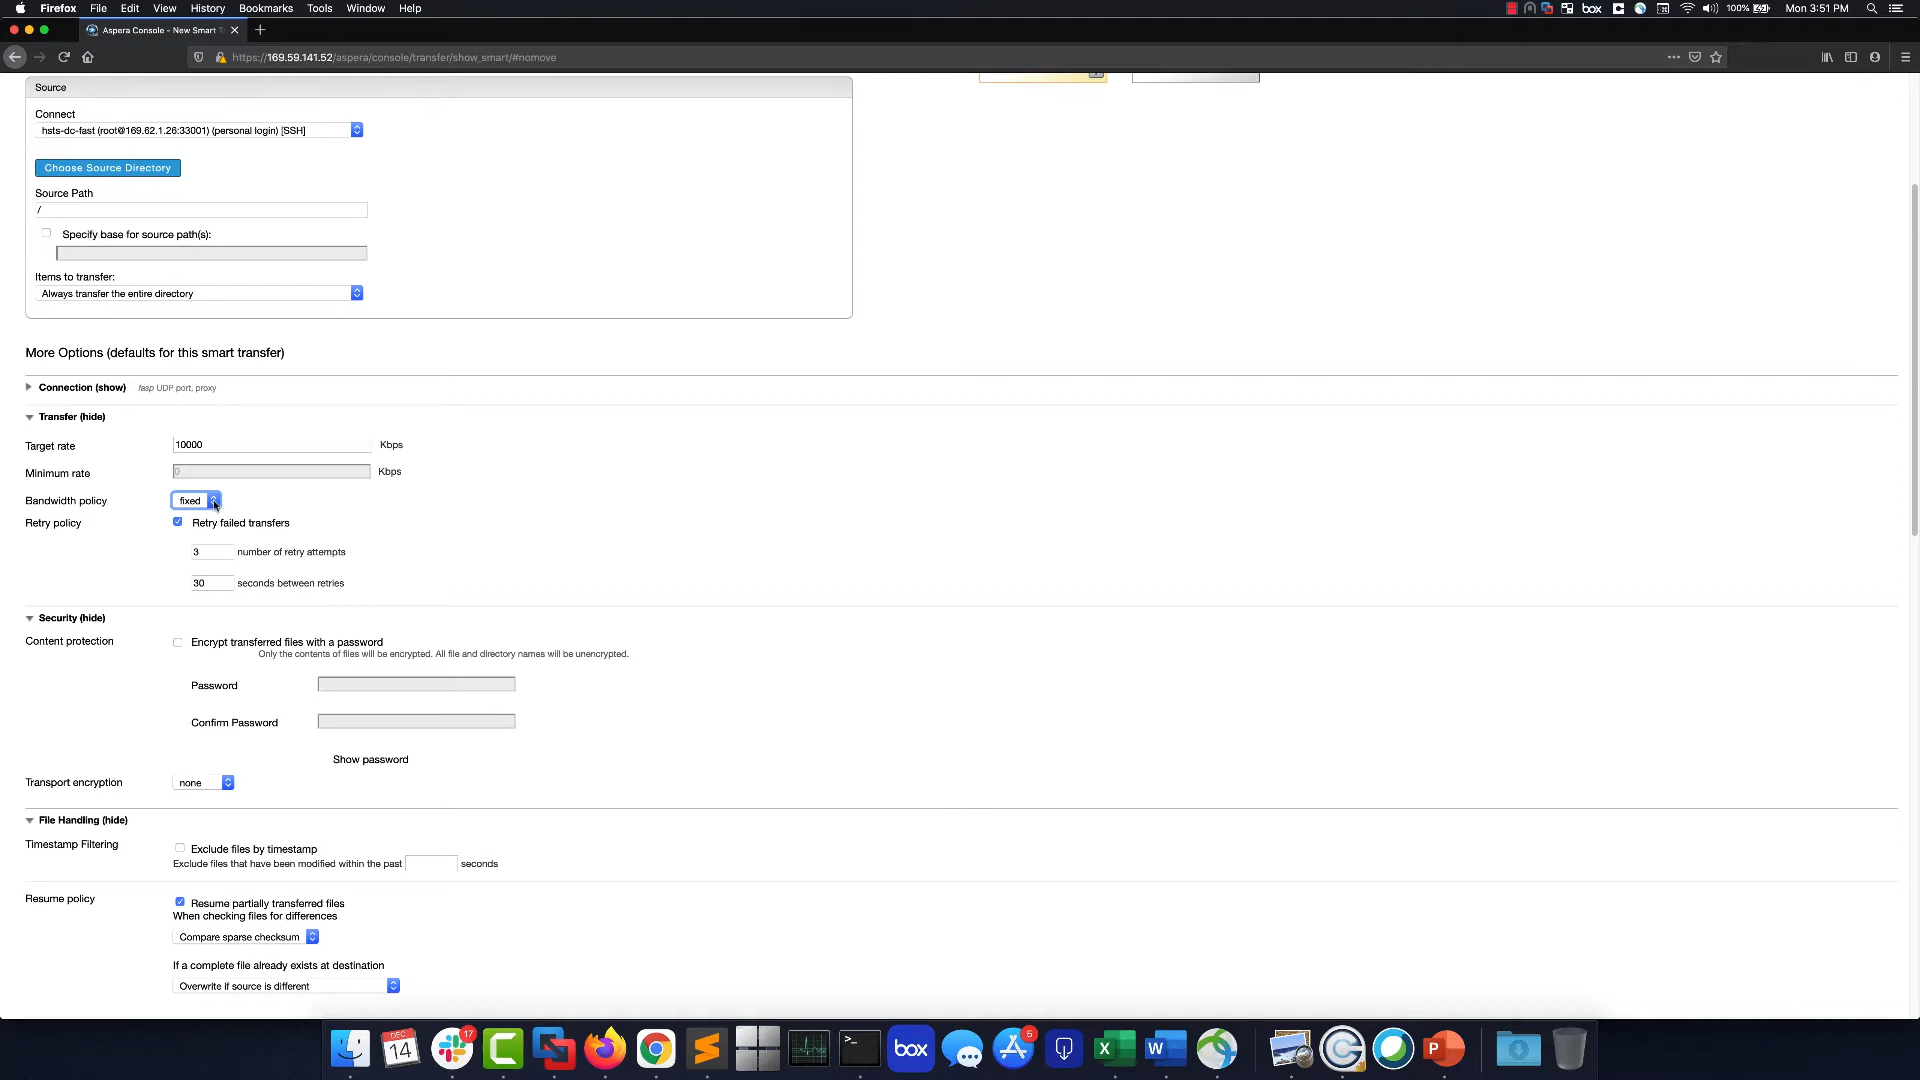 Firefox File Edit View History Bookmarks Tools Window Help
box 100% Mon 3:51 PM
Aspera Console - New Smart T
https://169.59.141.52/aspera/console/transfer/show_smart/#nomove
Source
Connect
hsts-dc-fast (root@169.62.1.26:33001) (personal login) [SSH]
Choose Source Directory
Source Path
/
Specify base for source path(s):
Items to transfer:
Always transfer the entire directory
More Options (defaults for this smart transfer)
Connection (show) fasp UDP port, proxy
Transfer (hide)
Target rate 10000 Kbps
Minimum rate 0 Kbps
Bandwidth policy fixed
Retry policy Retry failed transfers
3 number of retry attempts
30 seconds between retries
Security (hide)
Content protection Encrypt transferred files with a password
Only the contents of files will be encrypted. All file and directory names will be unencrypted.
Password
Confirm Password
Show password
Transport encryption none
File Handling (hide)
Timestamp Filtering Exclude files by timestamp
Exclude files that have been modified within the past seconds
Resume policy Resume partially transferred files
When checking files for differences
Compare sparse checksum
If a complete file already exists at destination
Overwrite if source is different
DEC 14 17 box 5 X W P